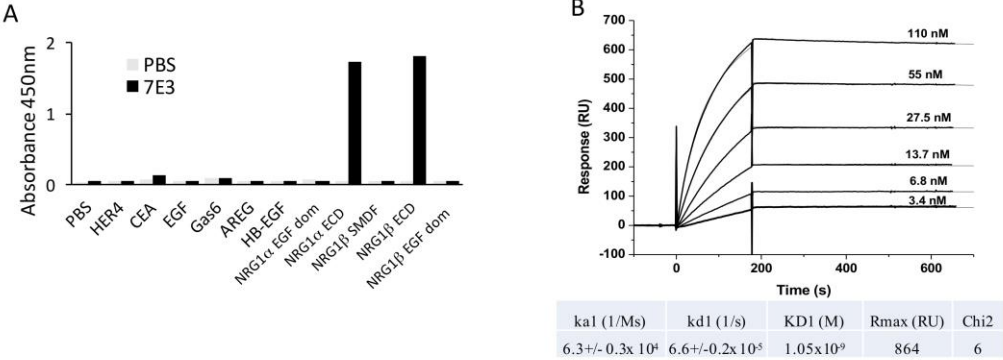 A
Absorbance 450nm
2
1
0
PBS
7E3
PBS
HER4
CEA
EGF
Gas6
AREG
HB-EGF
NRG1α EGF dom
NRG1α ECD
NRG1β SMDF
NRG1β ECD
NRG1β EGF dom
B
Response (RU)
700
600
500
400
300
200
100
0
-100
110 nM
55 nM
27.5 nM
13.7 nM
6.8 nM
3.4 nM
0 200 400 600
Time (s)
ka1 (1/Ms) kd1 (1/s) KD1 (M) Rmax (RU) Chi2
6.3+/- 0.3x 10⁴ 6.6+/-0.2x10⁻⁵ 1.05x10⁻⁹ 864 6